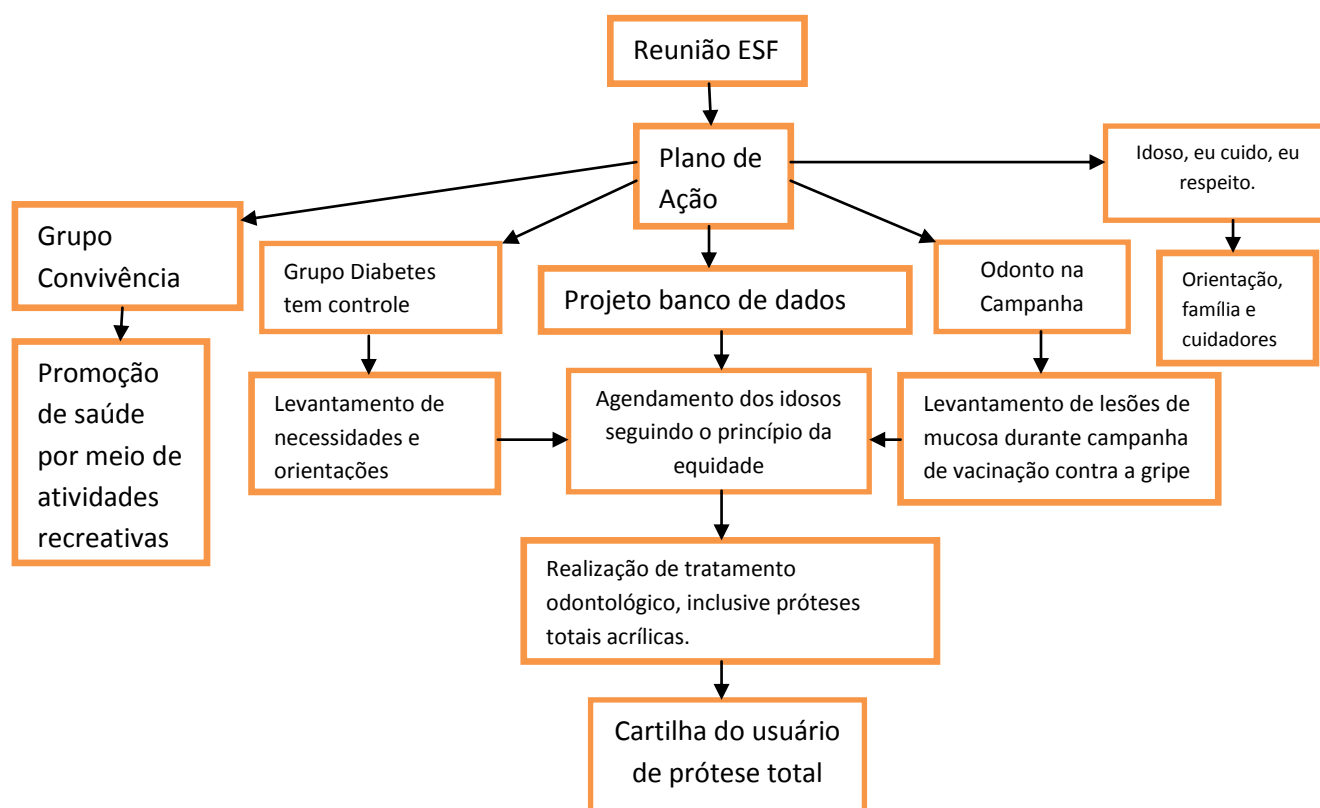 Reunião ESF
Plano de
Ação
Idoso, eu cuido, eu
respeito.
Grupo
Convivência
Grupo Diabetes
tem controle
Projeto banco de dados
Odonto na
Campanha
Orientação,
família e
cuidadores
Promoção
de saúde
por meio de
atividades
recreativas
Levantamento de
necessidades e
orientações
Agendamento dos idosos
seguindo o princípio da
equidade
Levantamento de lesões de
mucosa durante campanha
de vacinação contra a gripe
Realização de tratamento
odontológico, inclusive próteses
totais acrílicas.
Cartilha do usuário
de prótese total